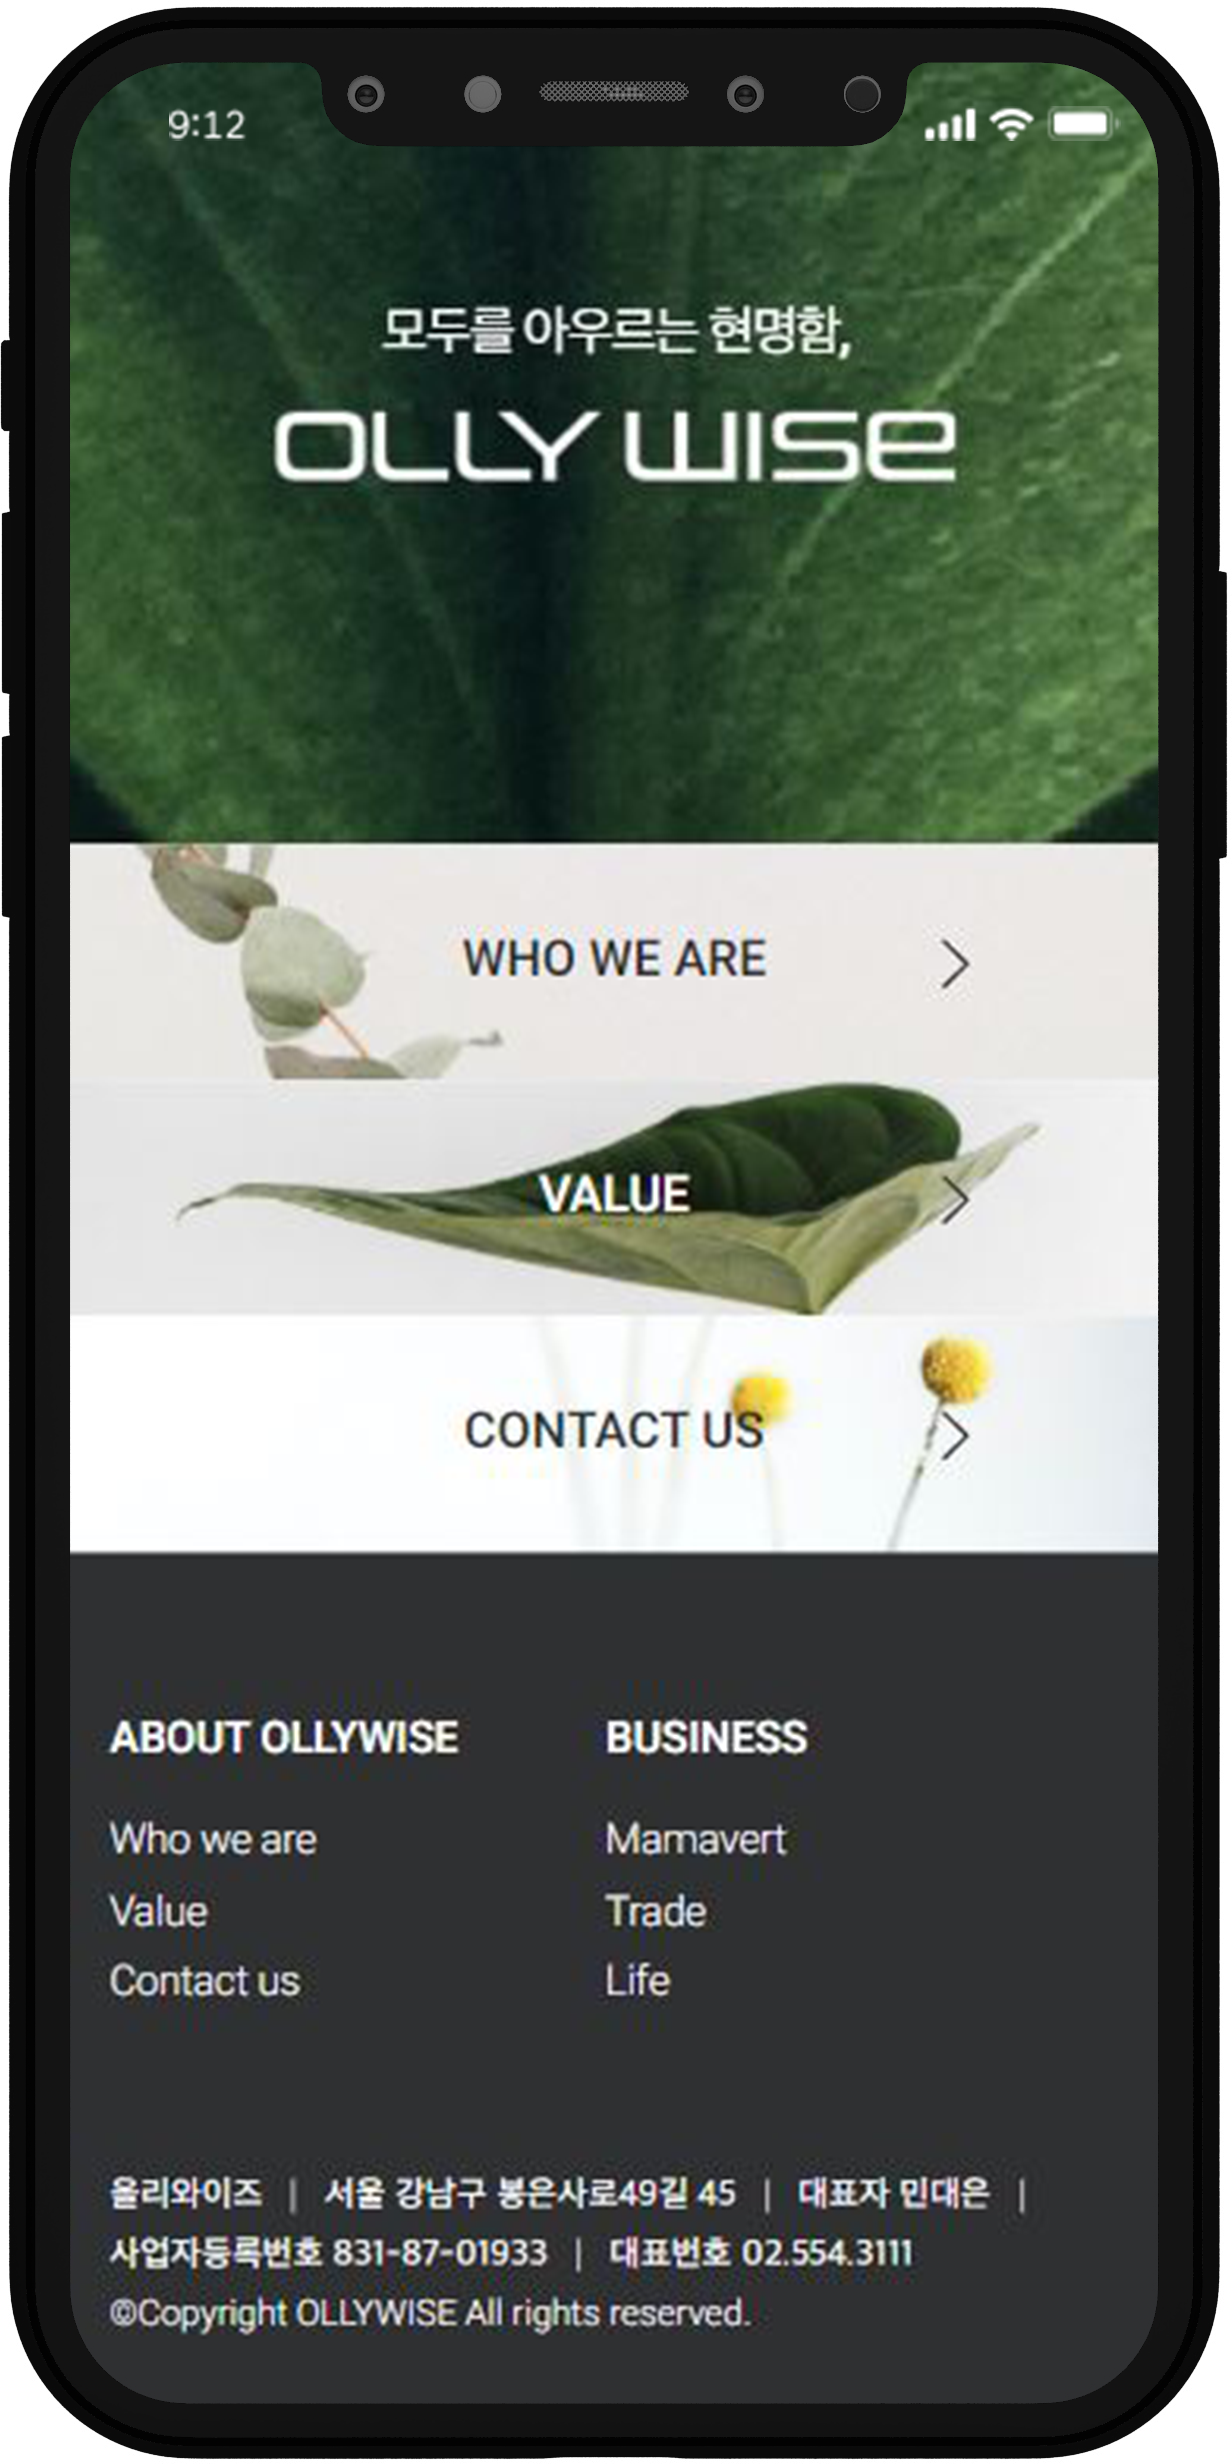 9:12
모두를 아우르는 현명함,
OLLY WISE
WHO WE ARE
VALUE
CONTACT US
ABOUT OLLYWISE
BUSINESS
Who we are
Mamavert
Value
Trade
Contact us
Life
올리와이즈 | 서울 강남구 봉은사로49길 45 | 대표자 민대은 |
사업자등록번호 831-87-01933 | 대표번호 02.554.3111
©Copyright OLLYWISE All rights reserved.